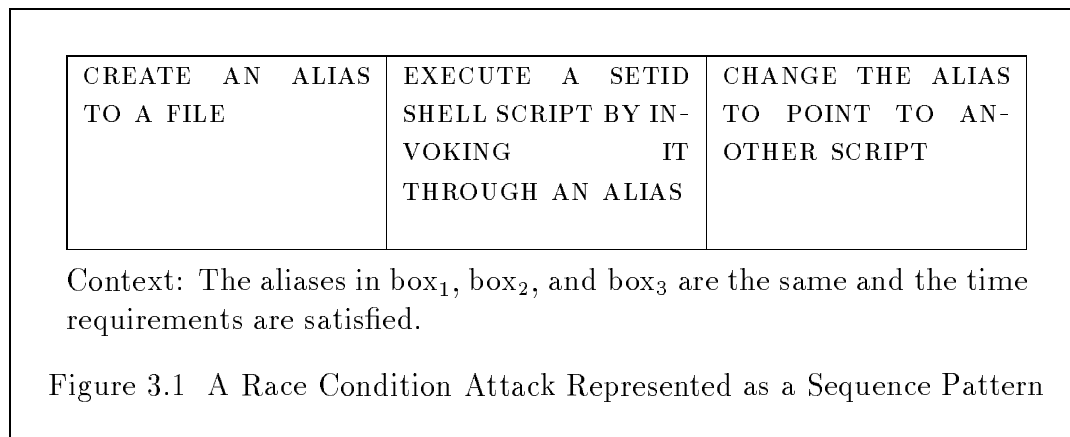 CREATE AN ALIAS
TO A FILE
EXECUTE A SETID
SHELL SCRIPT BY IN-
VOKING IT
THROUGH AN ALIAS
CHANGE THE ALIAS
TO POINT TO AN-
OTHER SCRIPT
Context: The aliases in box₁, box₂, and box₃ are the same and the time
requirements are satisfied.
Figure 3.1 A Race Condition Attack Represented as a Sequence Pattern